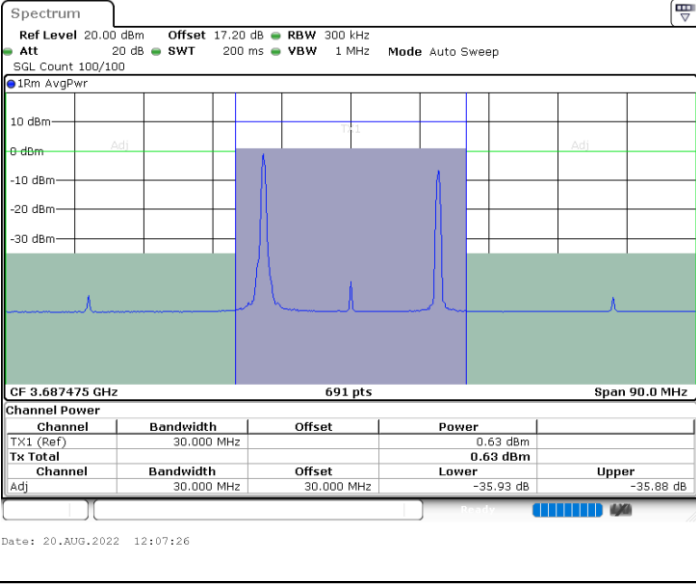 Spectrum
Ref Level 20.00 dBm Offset 17.20 dB RBW 300 kHz
Att 20 dB SWT 200 ms VBW 1 MHz Mode Auto Sweep
SGL Count 100/100
1Rm AvgPwr
10 dBm
TX1
Adj Adj
0 dBm
-10 dBm
-20 dBm
-30 dBm
CF 3.687475 GHz 691 pts Span 90.0 MHz
Channel Power
Channel Bandwidth Offset Power
TX1 (Ref) 30.000 MHz 0.63 dBm
Tx Total 0.63 dBm
Channel Bandwidth Offset Lower Upper
Adj 30.000 MHz 30.000 MHz -35.93 dB -35.88 dB
Ready
Date: 20.AUG.2022 12:07:26